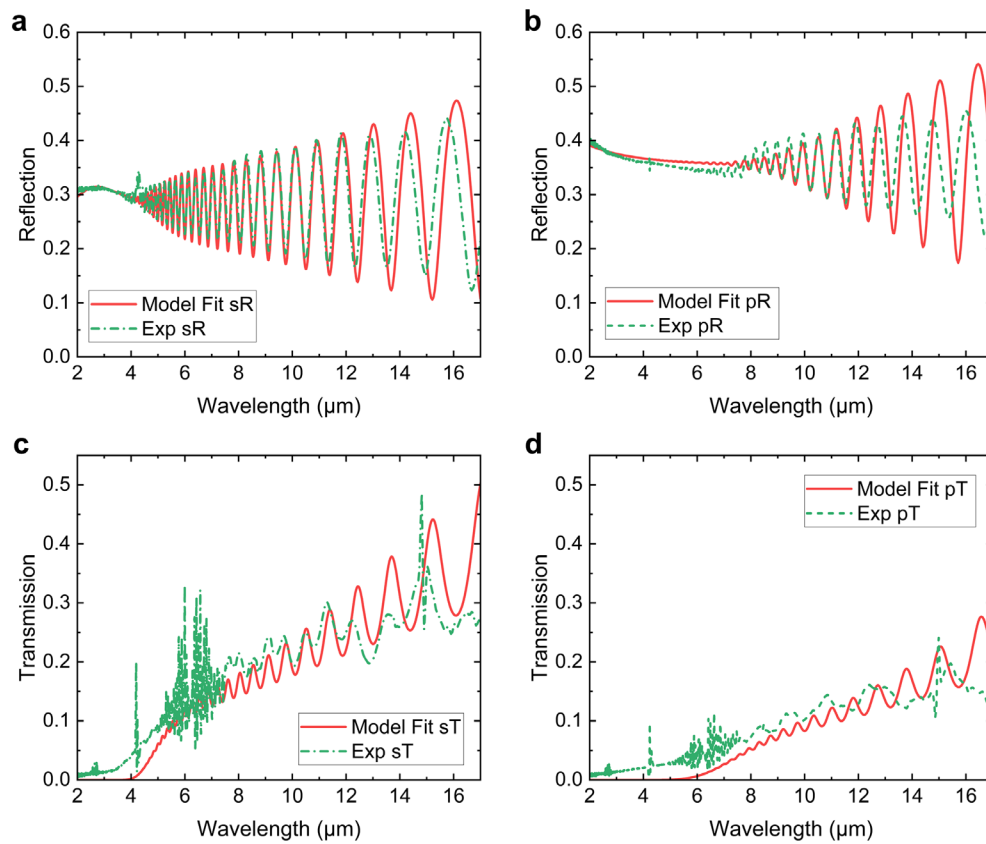 a
0.6
0.5
0.4
0.3
0.2
0.1
0.0
Reflection
Model Fit sR
Exp sR
2 4 6 8 10 12 14 16
Wavelength (μm)
b
0.6
0.5
0.4
0.3
0.2
0.1
0.0
Reflection
Model Fit pR
Exp pR
2 4 6 8 10 12 14 16
Wavelength (μm)
c
0.5
0.4
0.3
0.2
0.1
0.0
Transmission
Model Fit sT
Exp sT
2 4 6 8 10 12 14 16
Wavelength (μm)
d
0.5
0.4
0.3
0.2
0.1
0.0
Transmission
Model Fit pT
Exp pT
2 4 6 8 10 12 14 16
Wavelength (μm)